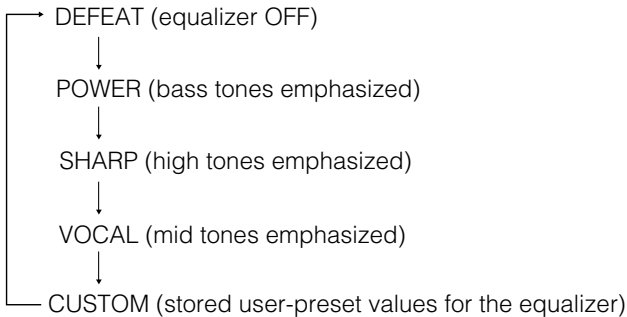 DEFEAT (equalizer OFF)
POWER (bass tones emphasized)
SHARP (high tones emphasized)
VOCAL (mid tones emphasized)
CUSTOM (stored user-preset values for the equalizer)